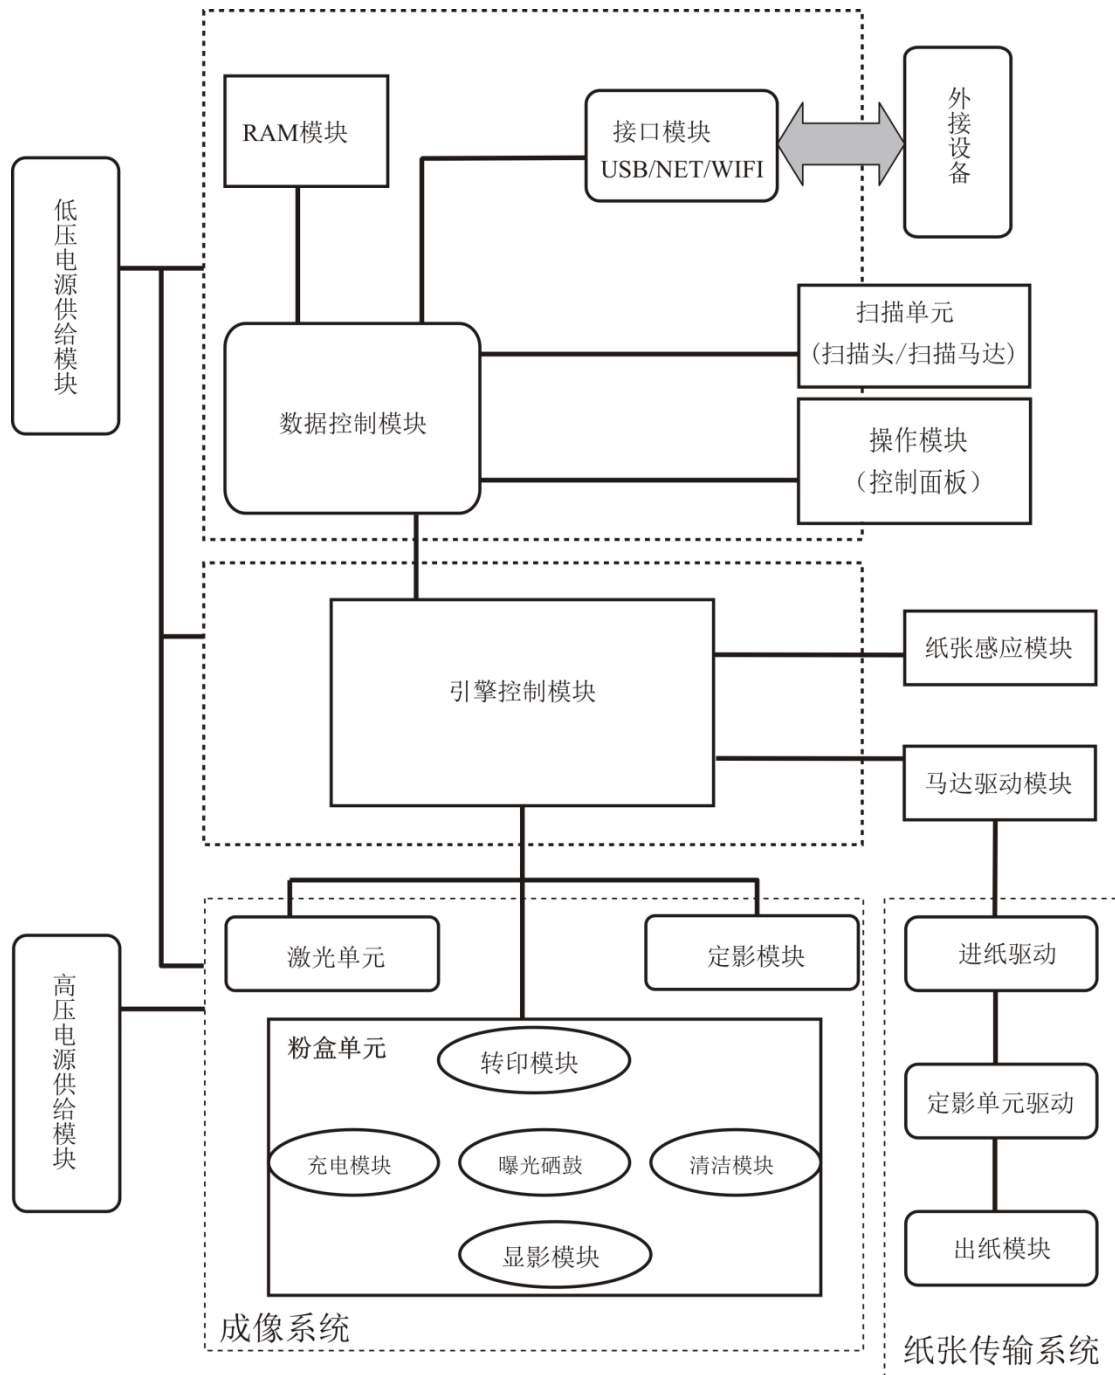 RAM模块
接口模块
USB/NET/WIFI
外接设备
低压电源供给模块
扫描单元
(扫描头/扫描马达)
数据控制模块
操作模块
（控制面板）
引擎控制模块
纸张感应模块
马达驱动模块
激光单元
定影模块
进纸驱动
高压电源供给模块
粉盒单元
转印模块
定影单元驱动
充电模块
曝光硒鼓
清洁模块
显影模块
出纸模块
成像系统
纸张传输系统